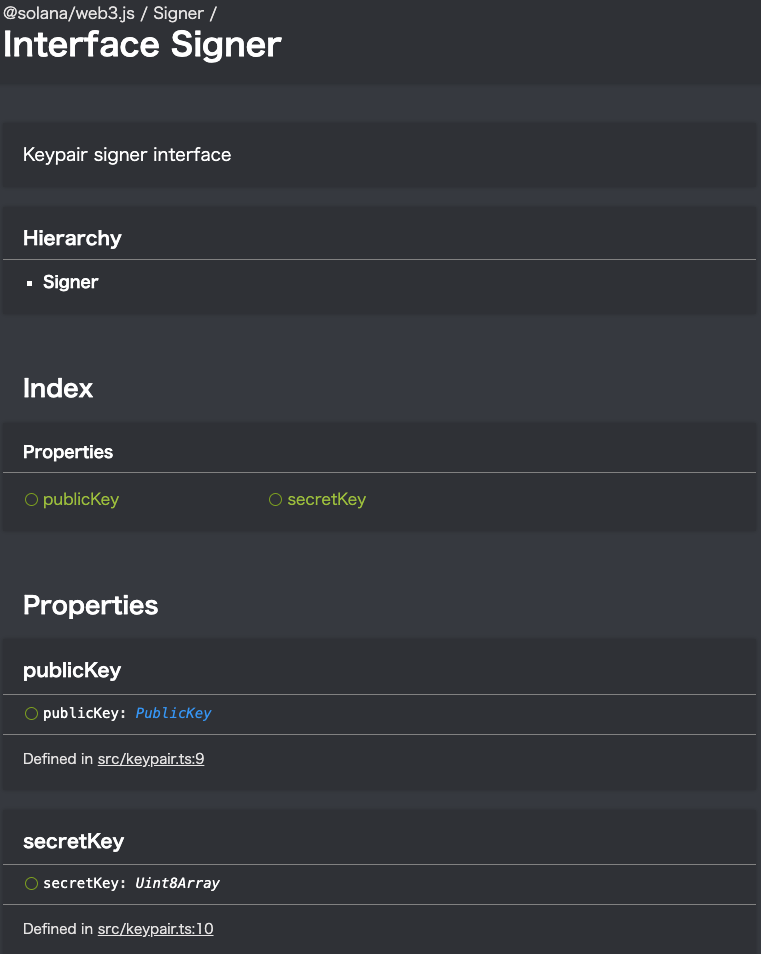 @solana/web3.js / Signer /
Interface Signer
Keypair signer interface
Hierarchy
Signer
Index
Properties
publicKey secretKey
Properties
publicKey
publicKey: PublicKey
Defined in src/keypair.ts:9
secretKey
secretKey: Uint8Array
Defined in src/keypair.ts:10